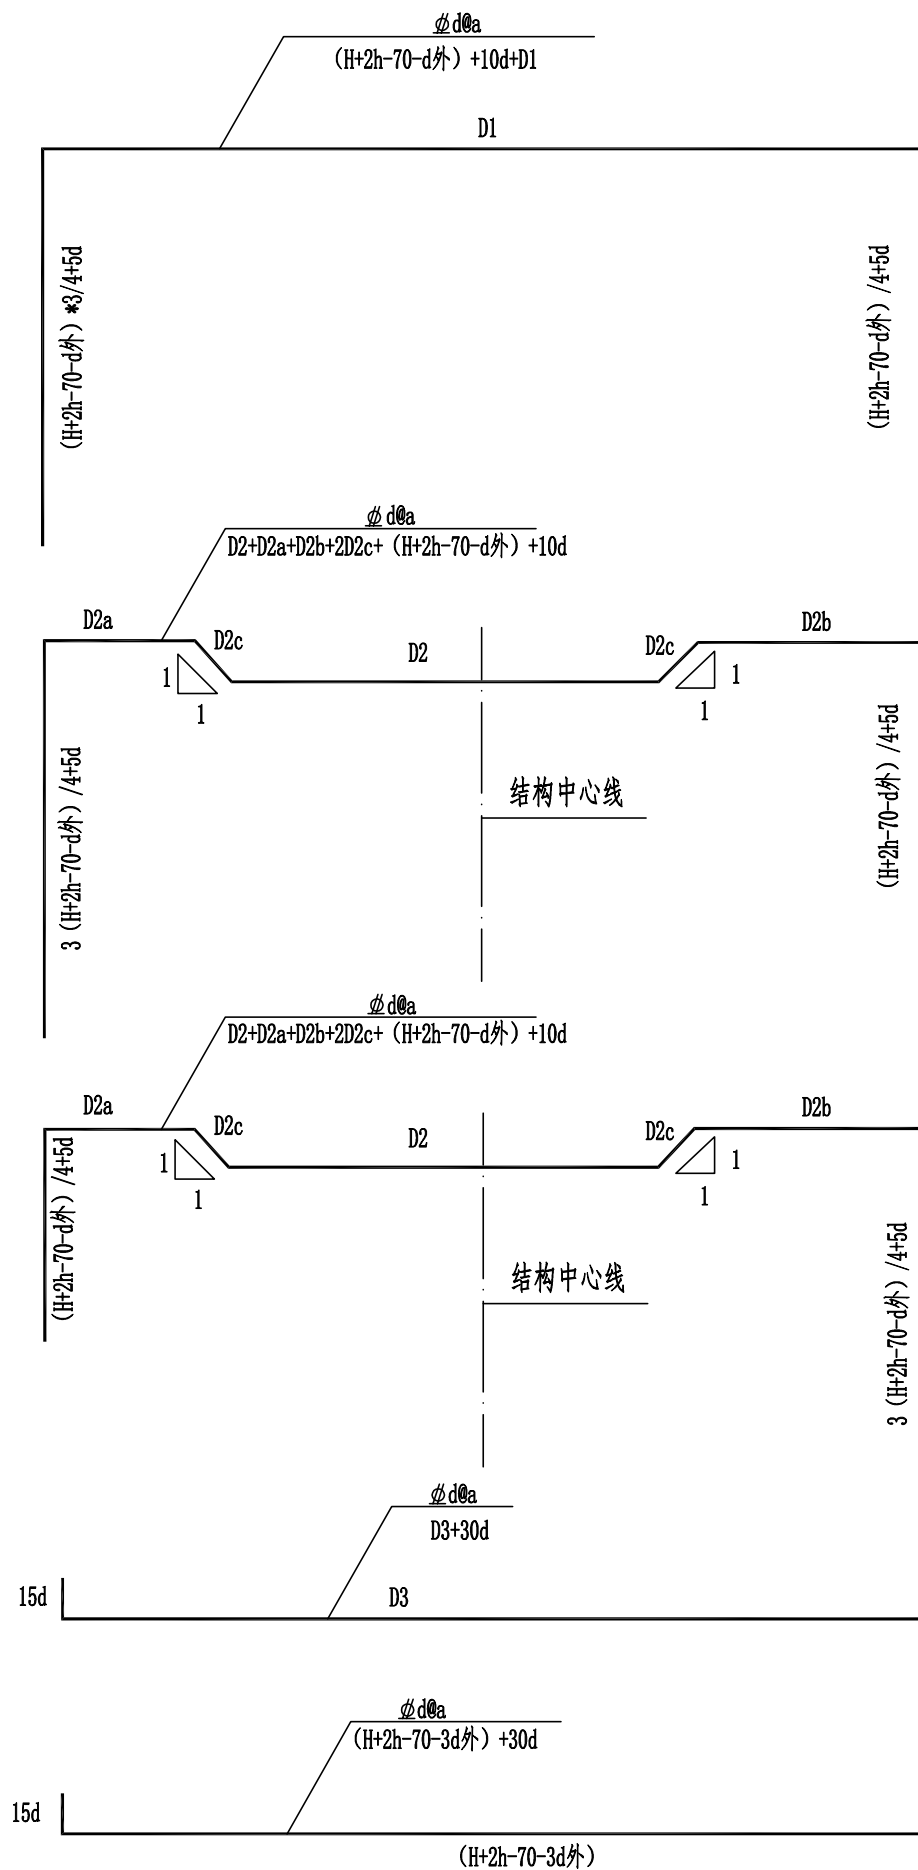 ⏀d@a
(H+2h-70-d外)+10d+D1
D1
(H+2h-70-d外)*3/4+5d
(H+2h-70-d外)/4+5d
⏀d@a
D2+D2a+D2b+2D2c+(H+2h-70-d外)+10d
D2a
D2c
D2
D2c
D2b
1
1
1
1
3(H+2h-70-d外)/4+5d
(H+2h-70-d外)/4+5d
结构中心线
⏀d@a
D2+D2a+D2b+2D2c+(H+2h-70-d外)+10d
D2a
D2c
D2
D2c
D2b
1
1
1
1
(H+2h-70-d外)/4+5d
3(H+2h-70-d外)/4+5d
结构中心线
⏀d@a
D3+30d
15d
D3
⏀d@a
(H+2h-70-3d外)+30d
15d
(H+2h-70-3d外)